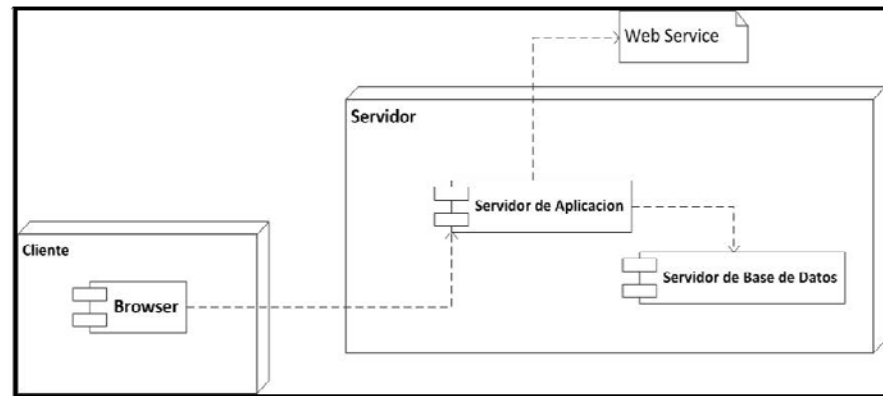 Web Service
Servidor
Servidor de Aplicacion
Cliente
Servidor de Base de Datos
Browser